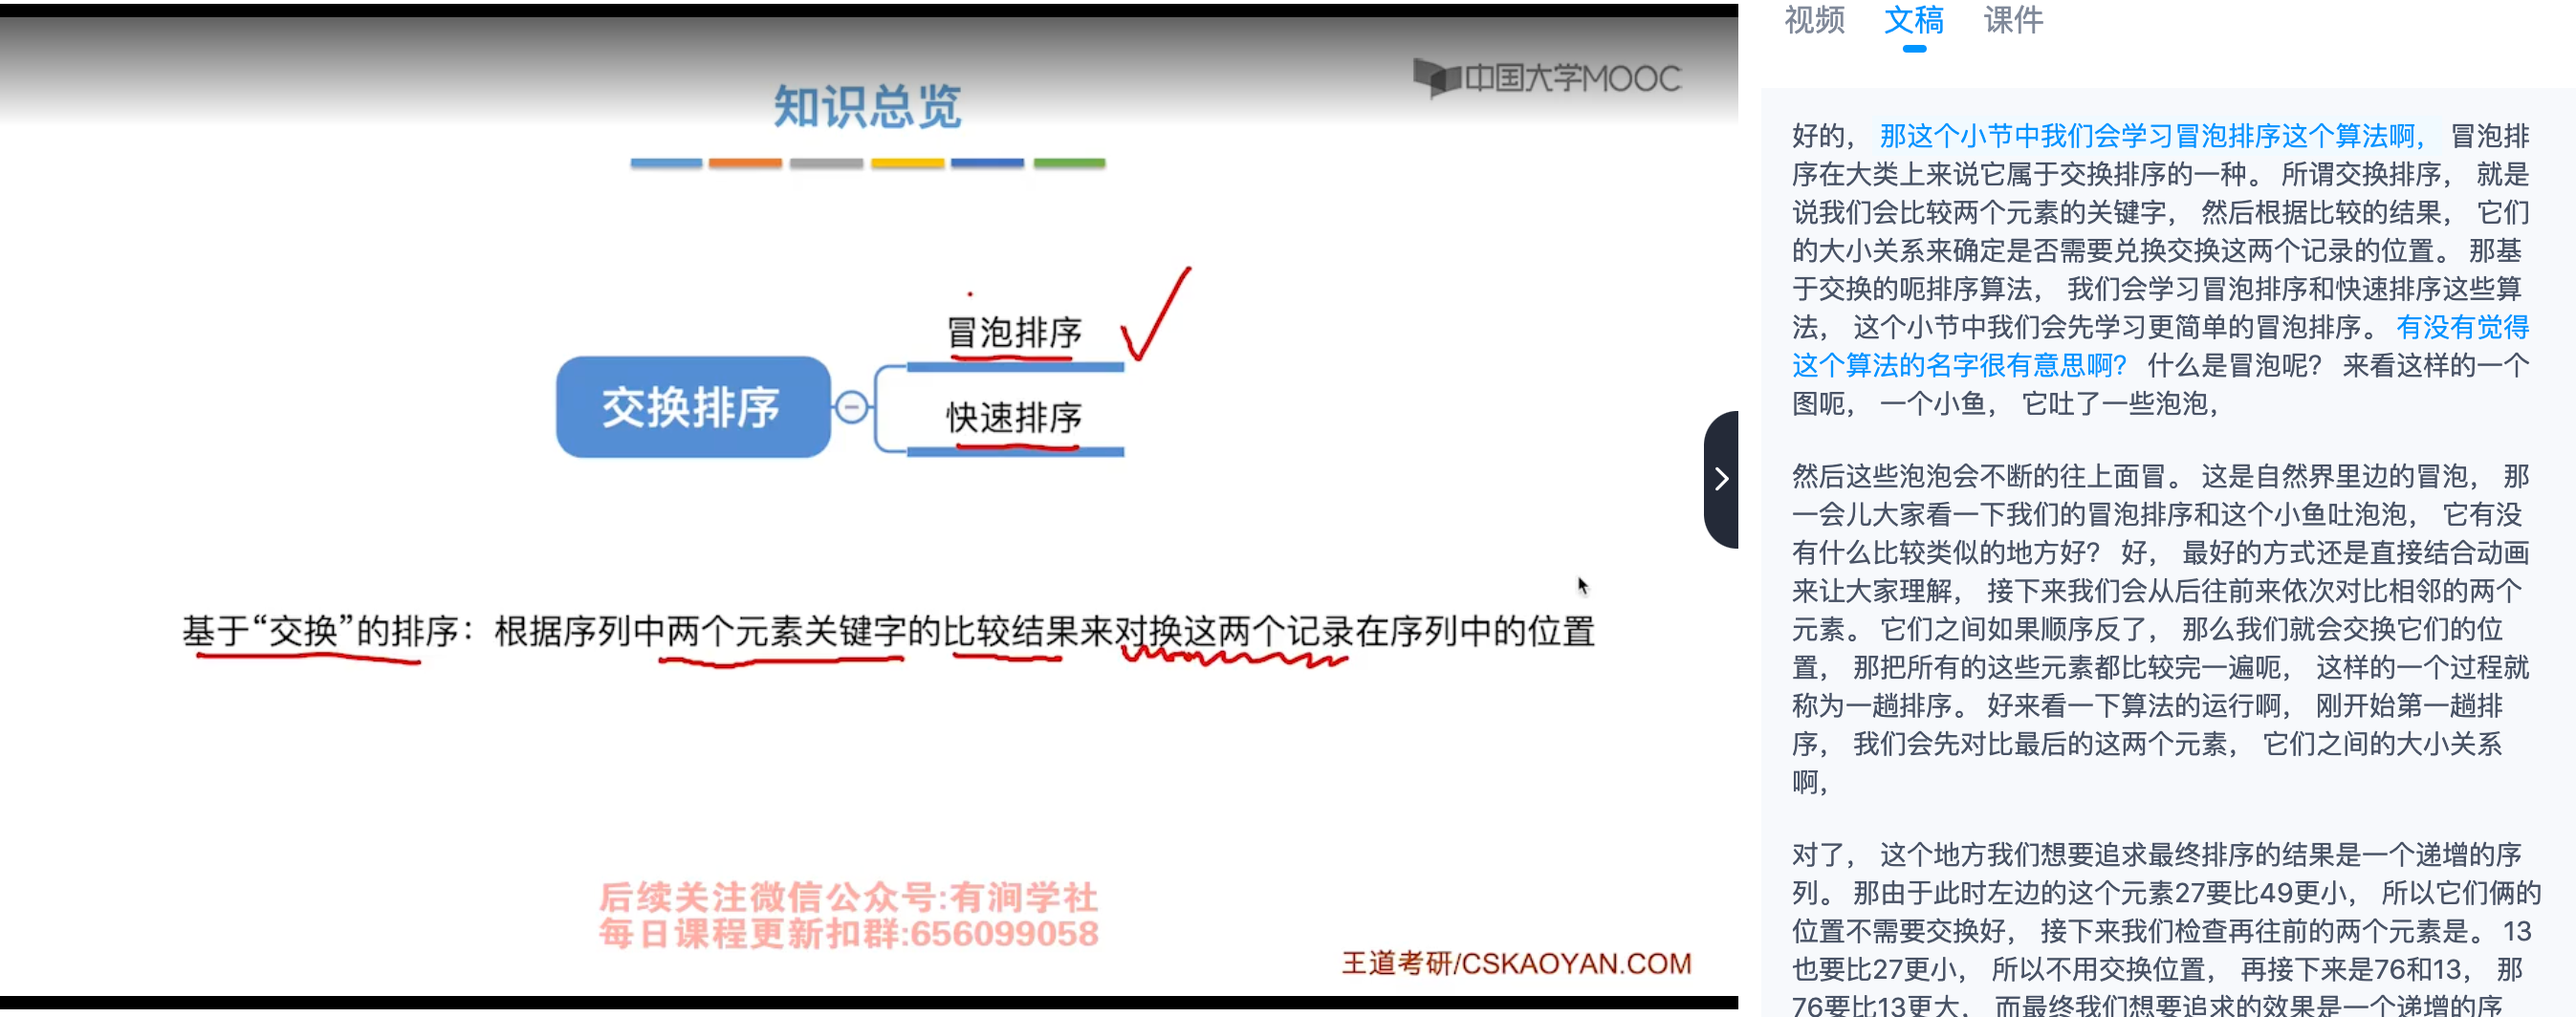 中国大学MOOC
知识总览
冒泡排序
交换排序
快速排序
基于“交换”的排序：根据序列中两个元素关键字的比较结果来对换这两个记录在序列中的位置
后续关注微信公众号:有涧学社
每日课程更新扣群:656099058
王道考研/CSKAOYAN.COM
视频 文稿 课件
好的， 那这个小节中我们会学习冒泡排序这个算法啊， 冒泡排
序在大类上来说它属于交换排序的一种。 所谓交换排序， 就是
说我们会比较两个元素的关键字， 然后根据比较的结果， 它们
的大小关系来确定是否需要兑换交换这两个记录的位置。 那基
于交换的呃排序算法， 我们会学习冒泡排序和快速排序这些算
法， 这个小节中我们会先学习更简单的冒泡排序。 有没有觉得
这个算法的名字很有意思啊? 什么是冒泡呢? 来看这样的一个
图呃， 一个小鱼， 它吐了一些泡泡，
然后这些泡泡会不断的往上面冒。 这是自然界里边的冒泡， 那
一会儿大家看一下我们的冒泡排序和这个小鱼吐泡泡， 它有没
有什么比较类似的地方好? 好， 最好的方式还是直接结合动画
来让大家理解， 接下来我们会从后往前来依次对比相邻的两个
元素。 它们之间如果顺序反了， 那么我们就会交换它们的位
置， 那把所有的这些元素都比较完一遍呃， 这样的一个过程就
称为一趟排序。 好来看一下算法的运行啊， 刚开始第一趟排
序， 我们会先对比最后的这两个元素， 它们之间的大小关系
啊，
对了， 这个地方我们想要追求最终排序的结果是一个递增的序
列。 那由于此时左边的这个元素27要比49更小， 所以它们俩的
位置不需要交换好， 接下来我们检查再往前的两个元素是。 13
也要比27更小， 所以不用交换位置， 再接下来是76和13， 那
76要比13更大， 而最终我们想要追求的效果是一个递增的序